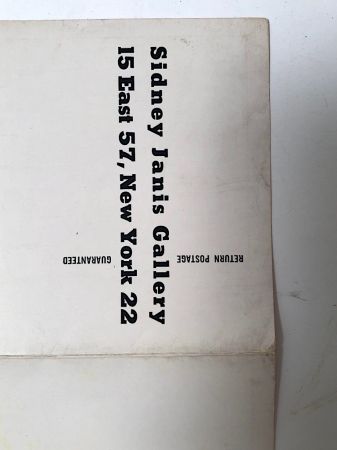 Sidney Janis Gallery
15 East 57, New York 22
RETURN POSTAGE
GUARANTEED